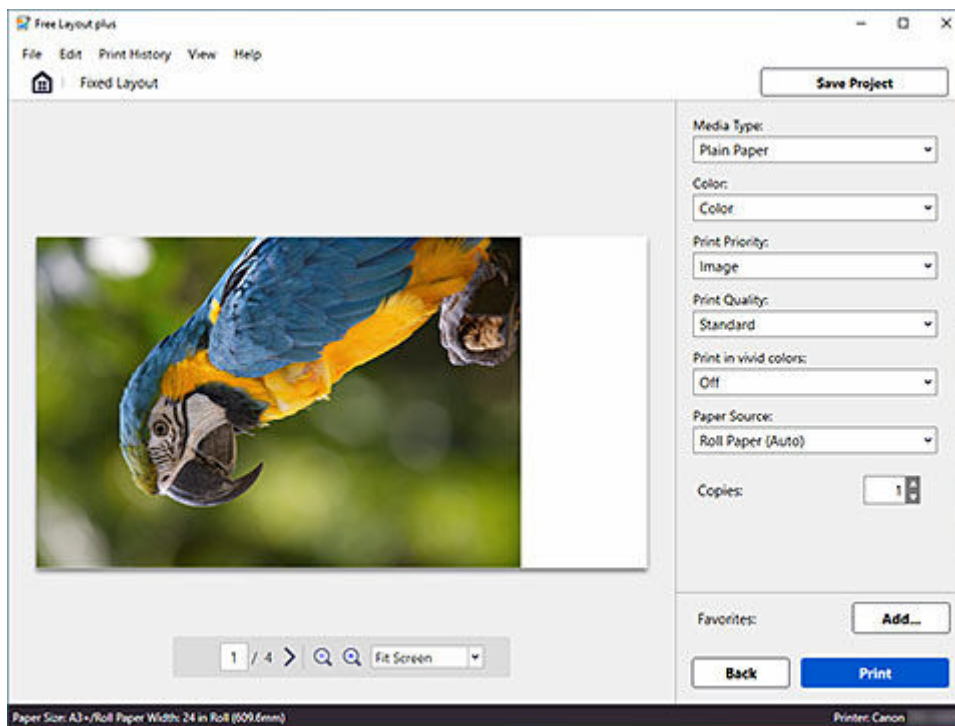 Free Layout plus
File Edit Print History View Help
Fixed Layout
Save Project
Media Type:
Plain Paper
Color:
Color
Print Priority:
Image
Print Quality:
Standard
Print in vivid colors:
Off
Paper Source:
Roll Paper (Auto)
Copies: 1
Favorites: Add...
1 / 4 Fit Screen
Back Print
Paper Size: A3+/Roll Paper Width: 24 in Roll (609.6mm) Printer: Canon